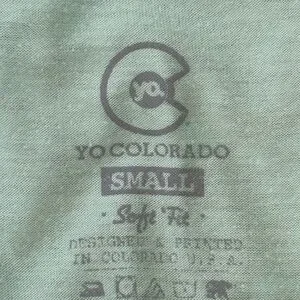 yo.
YO COLORADO
SMALL
· Soft Fit ·
DESIGNED & PRINTED
IN COLORADO U.S.A.